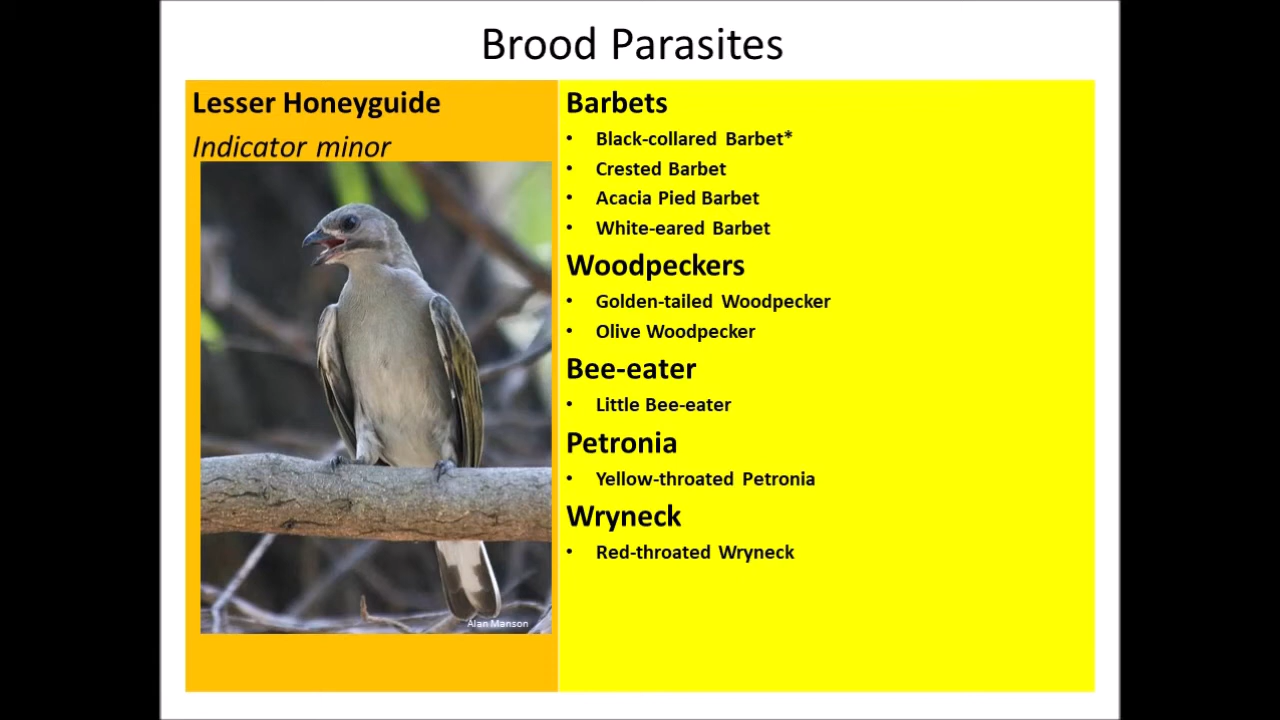 Brood Parasites
Lesser Honeyguide
Indicator minor
Alan Manson
Barbets
• Black-collared Barbet*
• Crested Barbet
• Acacia Pied Barbet
• White-eared Barbet
Woodpeckers
• Golden-tailed Woodpecker
• Olive Woodpecker
Bee-eater
• Little Bee-eater
Petronia
• Yellow-throated Petronia
Wryneck
• Red-throated Wryneck